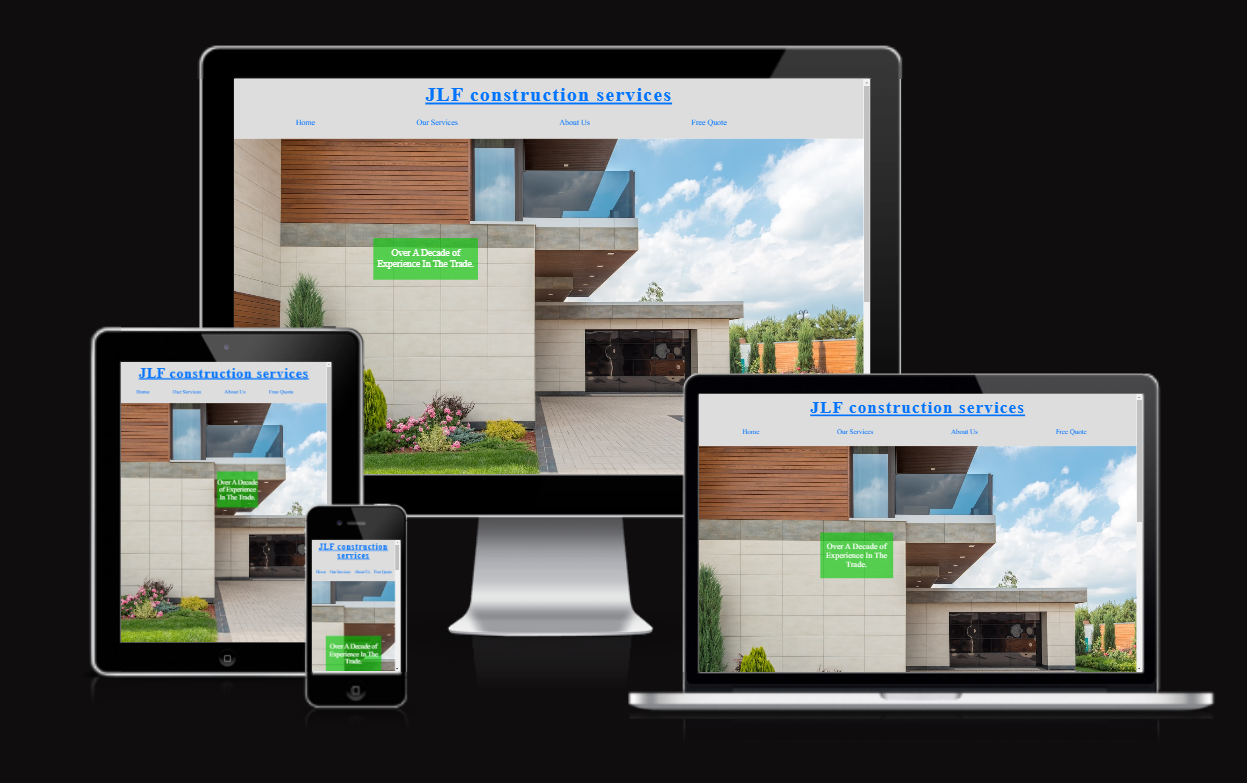 JLF construction services
Home Our Services About Us Free Quote
Over A Decade of
Experience In The Trade.
JLF construction services
Home Our Services About Us Free Quote
Over A Decade
of Experience
In The Trade.
JLF construction
services
Home Our Services About Us Free Quote
Over A Decade of
Experience In The
Trade.
JLF construction services
Home Our Services About Us Free Quote
Over A Decade of
Experience In The
Trade.